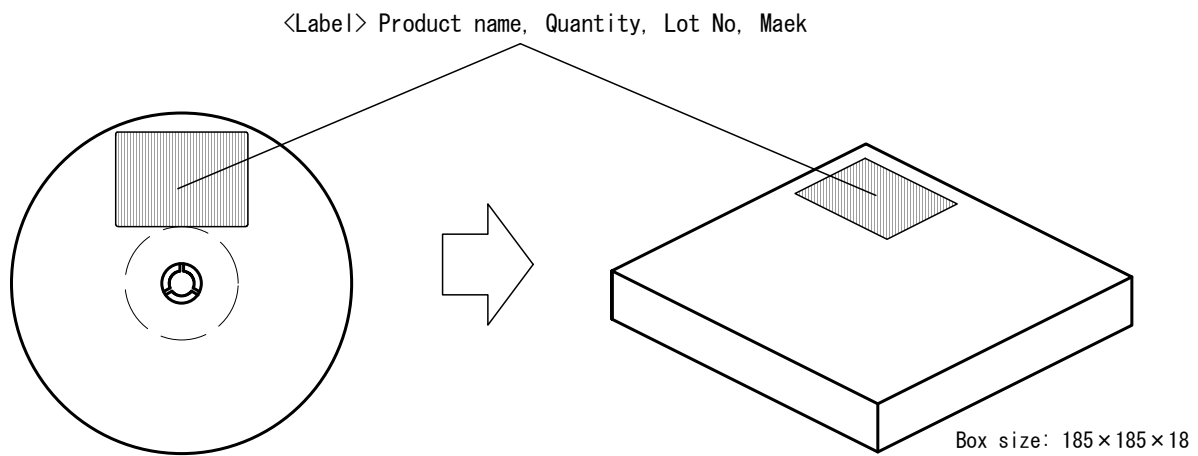 <Label> Product name, Quantity, Lot No, Maek
Box size: 185×185×18